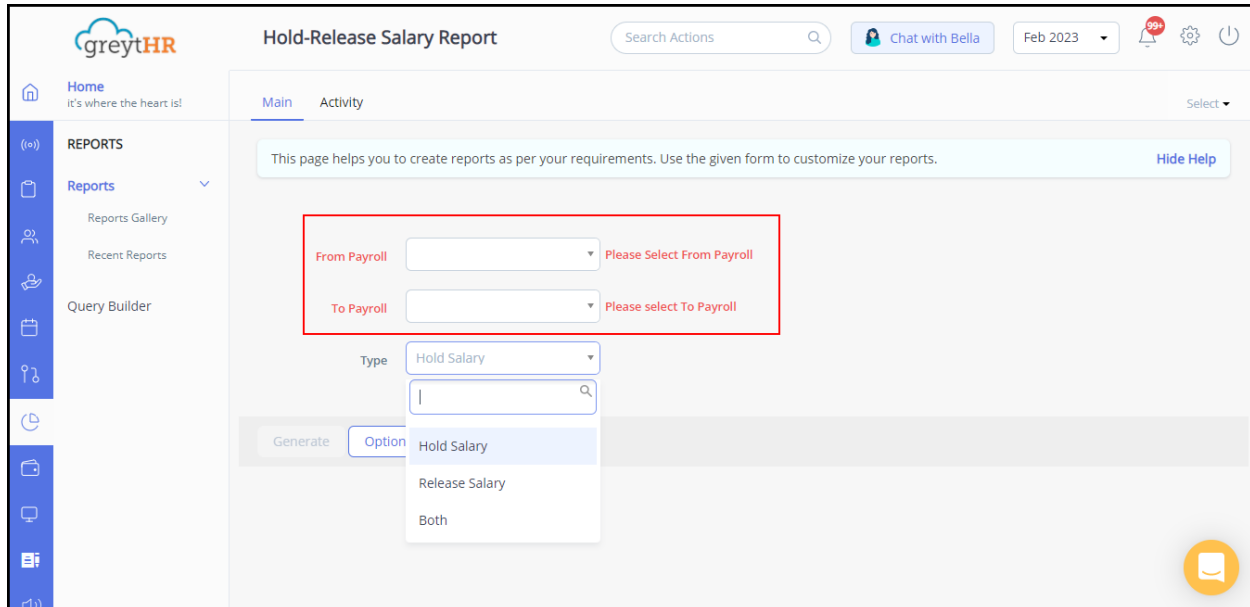 greytHR
Hold-Release Salary Report
Search Actions
Chat with Bella
Feb 2023
99+
Home
it's where the heart is!
Main
Activity
Select
REPORTS
This page helps you to create reports as per your requirements. Use the given form to customize your reports.
Hide Help
Reports
Reports Gallery
Recent Reports
Query Builder
From Payroll
Please Select From Payroll
To Payroll
Please select To Payroll
Type
Hold Salary
Generate
Option
Hold Salary
Release Salary
Both